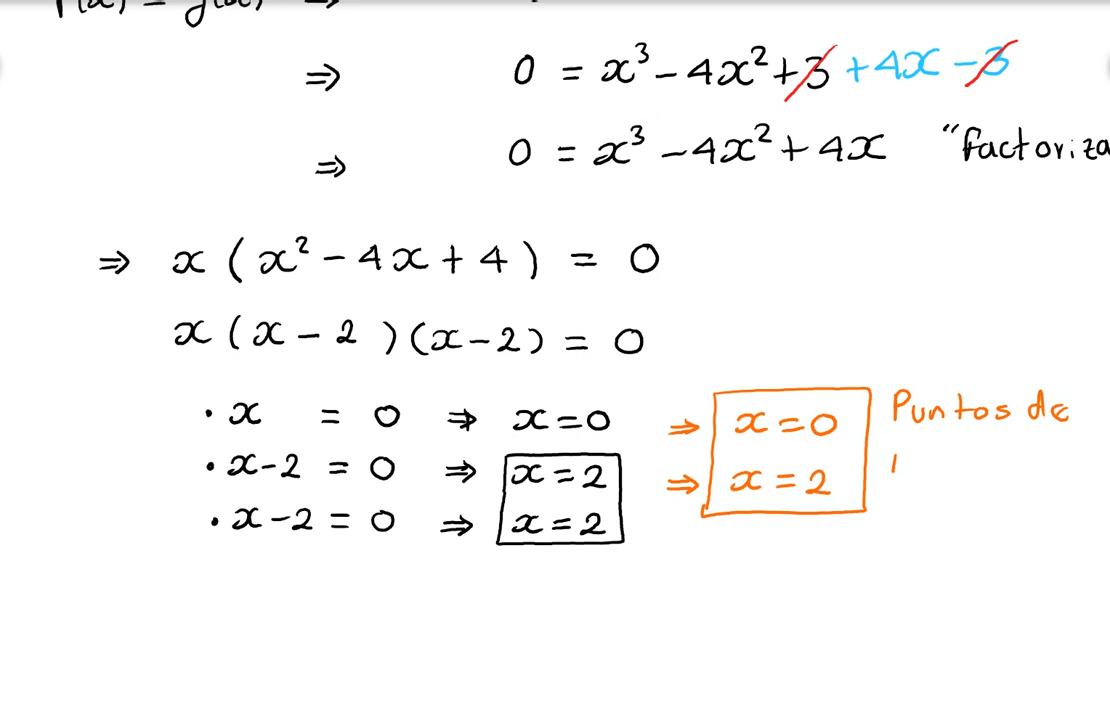 ⇒ 0 = x³ - 4x² + 3 + 4x - 3
⇒ 0 = x³ - 4x² + 4x "factoriza
⇒ x (x² - 4x + 4) = 0
x (x - 2)(x - 2) = 0
• x = 0 ⇒ x = 0 ⇒ x = 0 Puntos de
• x - 2 = 0 ⇒ x = 2 ⇒ x = 2
• x - 2 = 0 ⇒ x = 2